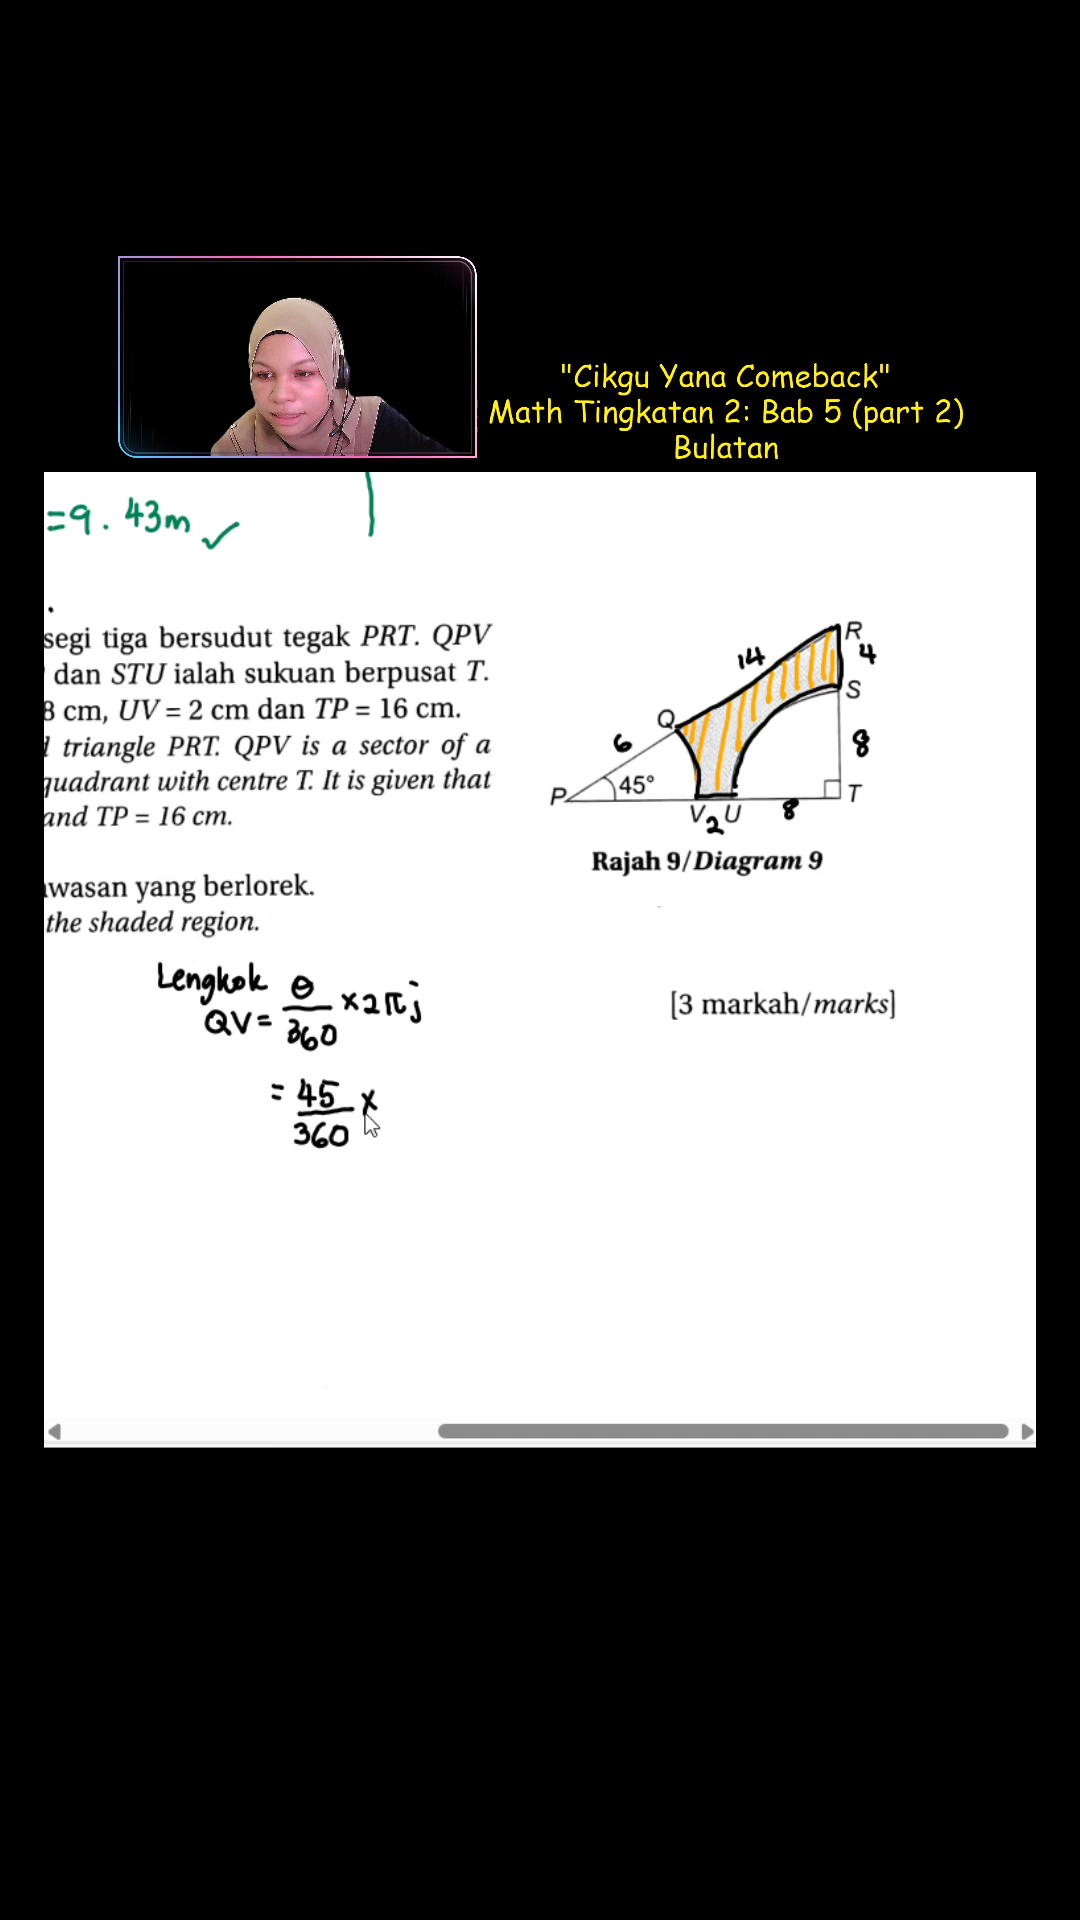 "Cikgu Yana Comeback"
Math Tingkatan 2: Bab 5 (part 2)
Bulatan
=9.43m ✓
segi tiga bersudut tegak PRT. QPV
dan STU ialah sukuan berpusat T.
8 cm, UV = 2 cm dan TP = 16 cm.
triangle PRT. QPV is a sector of a
quadrant with centre T. It is given that
and TP = 16 cm.
R
14
4
S
Q
6
8
45°
P
T
V
2
U
8
Rajah 9/Diagram 9
wasan yang berlorek.
the shaded region.
[3 markah/marks]
Lengkok
QV = θ/360 × 2πj
= 45/360 ×